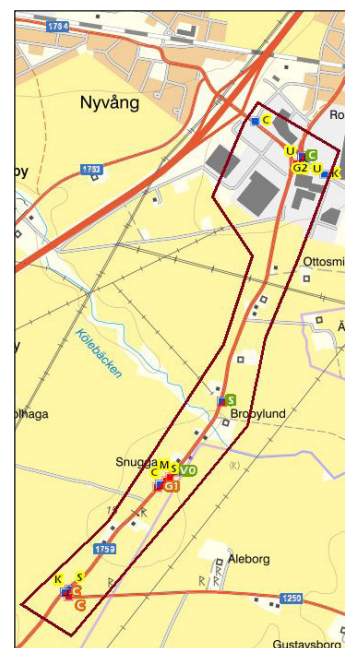 1784
Nyvång
C
Ro
U
C
G2
U
K
by
1783
Ottosmi
Ä
Kölebäcken
S
Brobylund
olhaga
(R)
Snugga
M
C
S
VO
G1
R
1759
Aleborg
R
R
K
S
C
C
R
1250
Gustavsborg